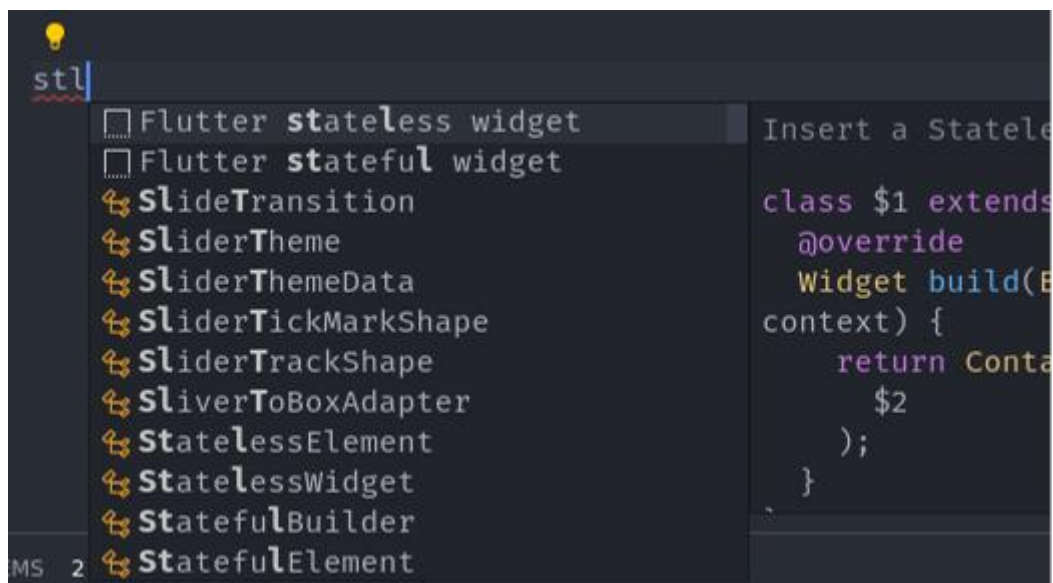 stl
Flutter stateless widget
Flutter stateful widget
SlideTransition
SliderTheme
SliderThemeData
SliderTickMarkShape
SliderTrackShape
SliverToBoxAdapter
StatelessElement
StatelessWidget
StatefulBuilder
StatefulElement
Insert a Statele
class $1 extends
@override
Widget build(B
context) {
return Conta
$2
);
}
EMS 2